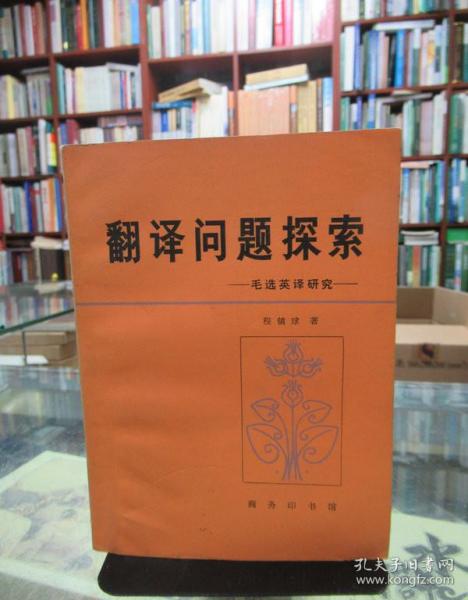 翻译问题探索
——毛选英译研究——
程镇球 著
商务印书馆
孔夫子旧书网
www.kongfz.com